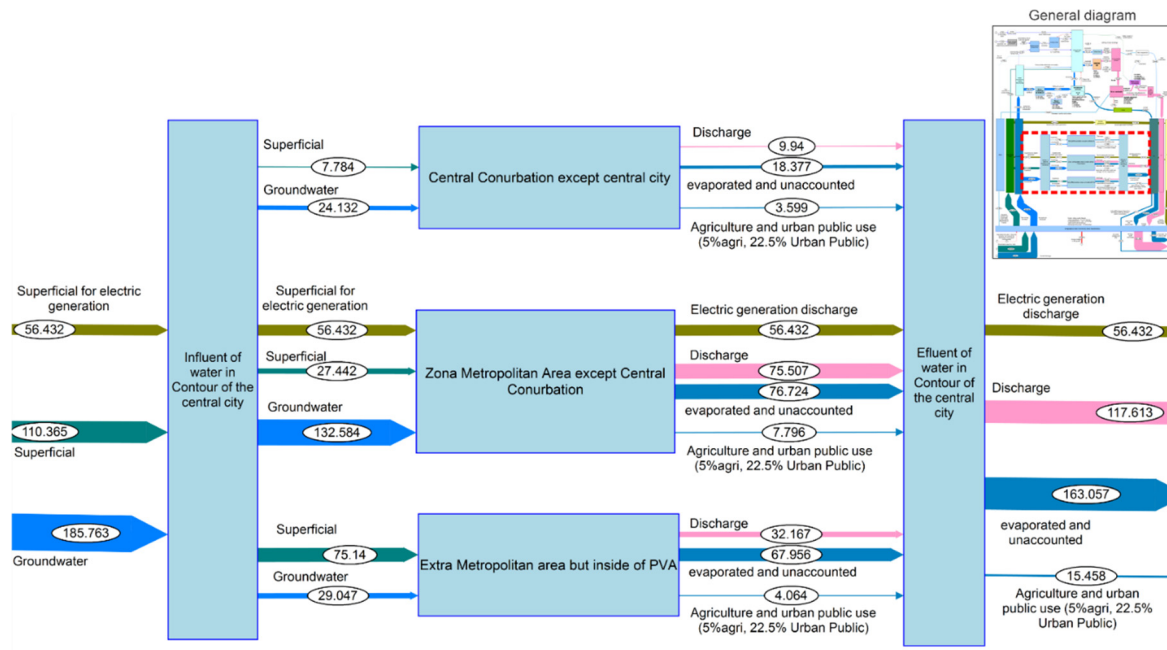 General diagram
Superficial for electric
generation
56.432
110.365
Superficial
185.763
Groundwater
Influent of
water in
Contour of the
central city
Superficial
7.784
Groundwater
24.132
Central Conurbation except central city
Discharge
9.94
18.377
evaporated and unaccounted
3.599
Agriculture and urban public use
(5%agri, 22.5% Urban Public)
Superficial for
electric generation
56.432
Superficial
27.442
Groundwater
132.584
Zona Metropolitan Area except Central
Conurbation
Electric generation discharge
56.432
Discharge
75.507
76.724
evaporated and unaccounted
7.796
Agriculture and urban public use
(5%agri, 22.5% Urban Public)
Superficial
75.14
Groundwater
29.047
Extra Metropolitan area but inside of PVA
Discharge
32.167
67.956
evaporated and unaccounted
4.064
Agriculture and urban public use
(5%agri, 22.5% Urban Public)
Efluent of
water in
Contour of
the central
city
Electric generation
discharge
56.432
Discharge
117.613
163.057
evaporated and
unaccounted
15.458
Agriculture and urban
public use (5%agri, 22.5%
Urban Public)